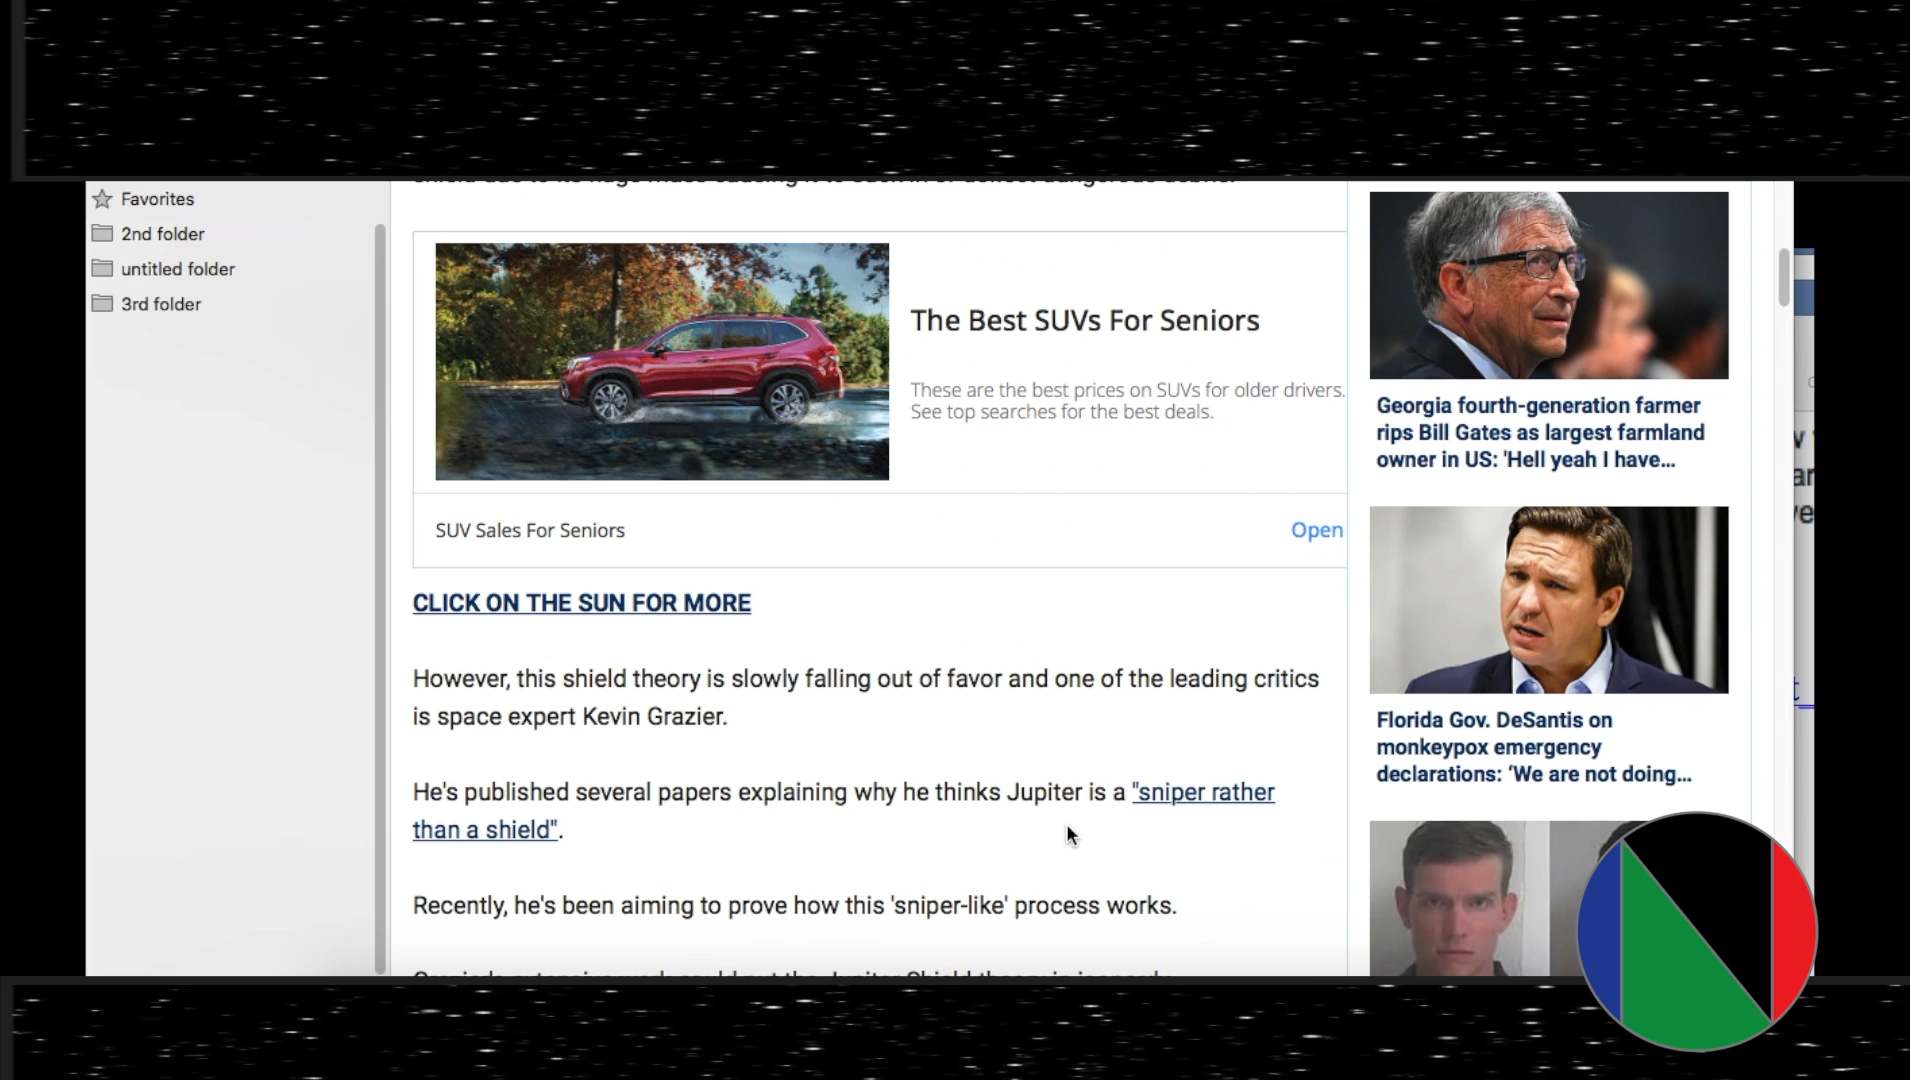 Favorites
2nd folder
untitled folder
3rd folder
The Best SUVs For Seniors
These are the best prices on SUVs for older drivers.
See top searches for the best deals.
SUV Sales For Seniors
Open
CLICK ON THE SUN FOR MORE
However, this shield theory is slowly falling out of favor and one of the leading critics
is space expert Kevin Grazier.
He's published several papers explaining why he thinks Jupiter is a "sniper rather
than a shield".
Recently, he's been aiming to prove how this 'sniper-like' process works.
Georgia fourth-generation farmer
rips Bill Gates as largest farmland
owner in US: 'Hell yeah I have...
Florida Gov. DeSantis on
monkeypox emergency
declarations: ‘We are not doing...